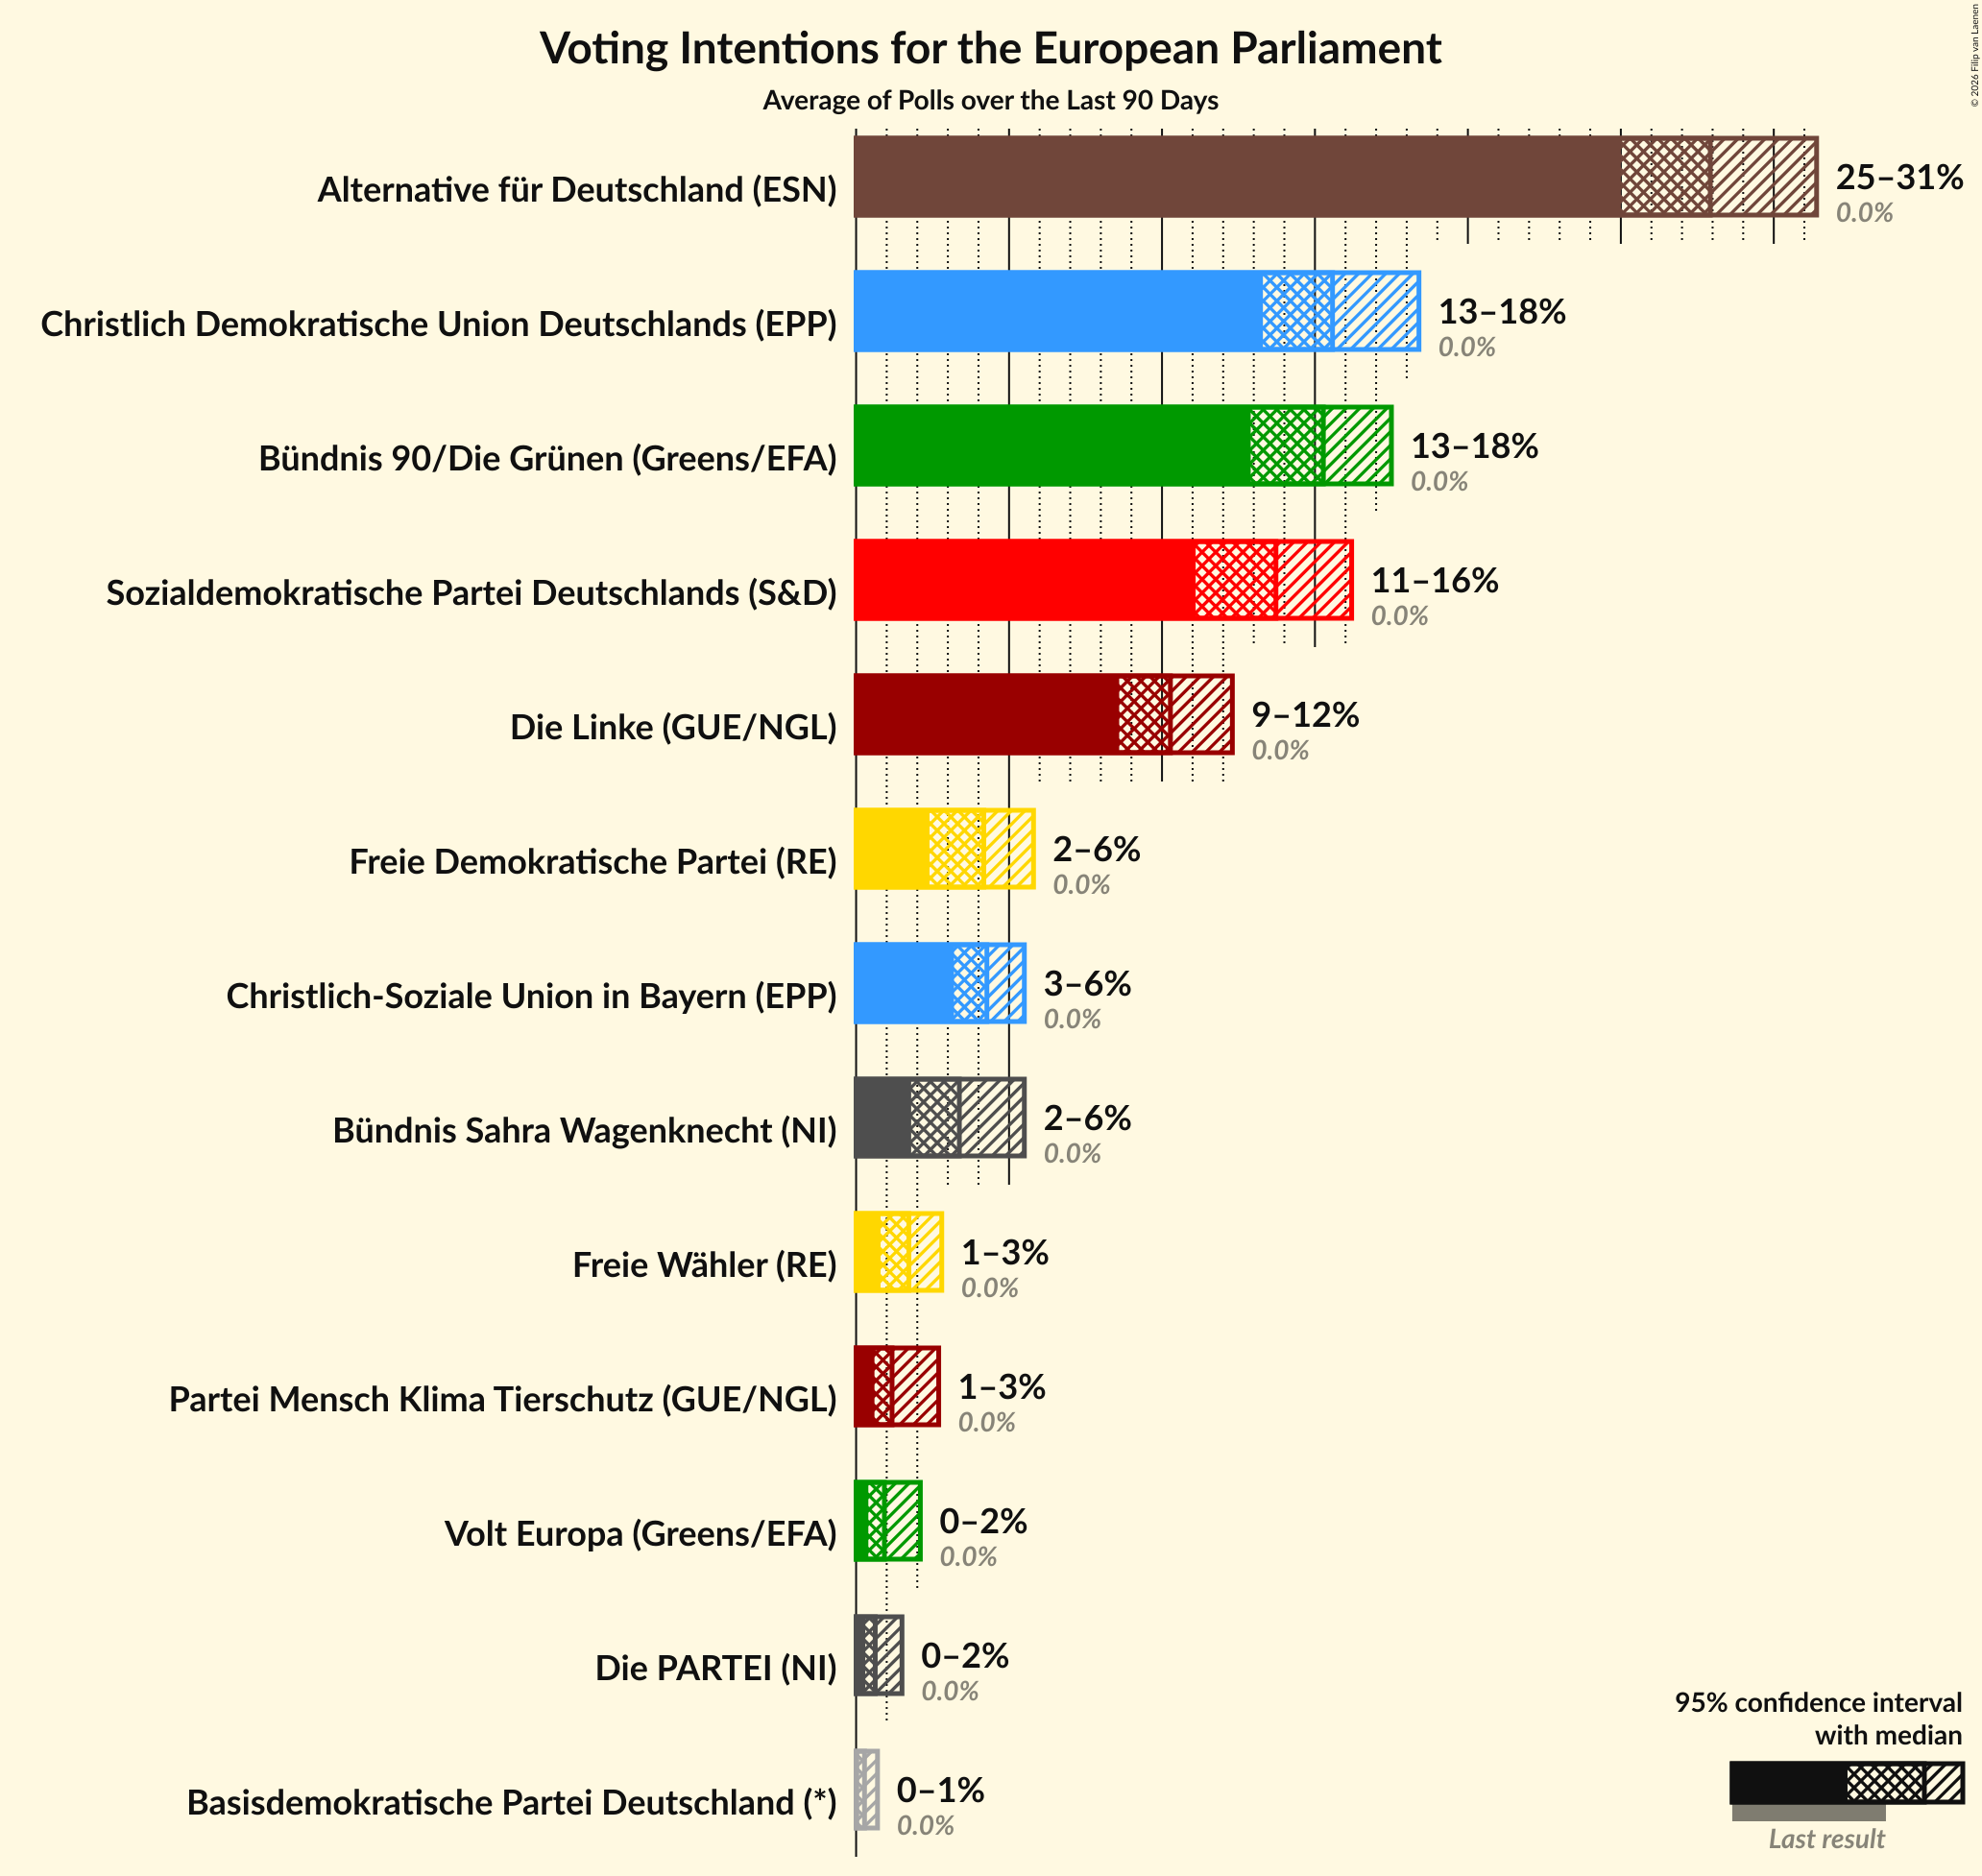 Voting Intentions for the European Parliament
Average of Polls over the Last 90 Days
© 2026 Filip van Laenen
Alternative für Deutschland (ESN)
25–31%
0.0%
Christlich Demokratische Union Deutschlands (EPP)
13–18%
0.0%
Bündnis 90/Die Grünen (Greens/EFA)
13–18%
0.0%
Sozialdemokratische Partei Deutschlands (S&D)
11–16%
0.0%
Die Linke (GUE/NGL)
9–12%
0.0%
Freie Demokratische Partei (RE)
2–6%
0.0%
Christlich-Soziale Union in Bayern (EPP)
3–6%
0.0%
Bündnis Sahra Wagenknecht (NI)
2–6%
0.0%
Freie Wähler (RE)
1–3%
0.0%
Partei Mensch Klima Tierschutz (GUE/NGL)
1–3%
0.0%
Volt Europa (Greens/EFA)
0–2%
0.0%
Die PARTEI (NI)
0–2%
0.0%
Basisdemokratische Partei Deutschland (*)
0–1%
0.0%
95% confidence interval
with median
Last result